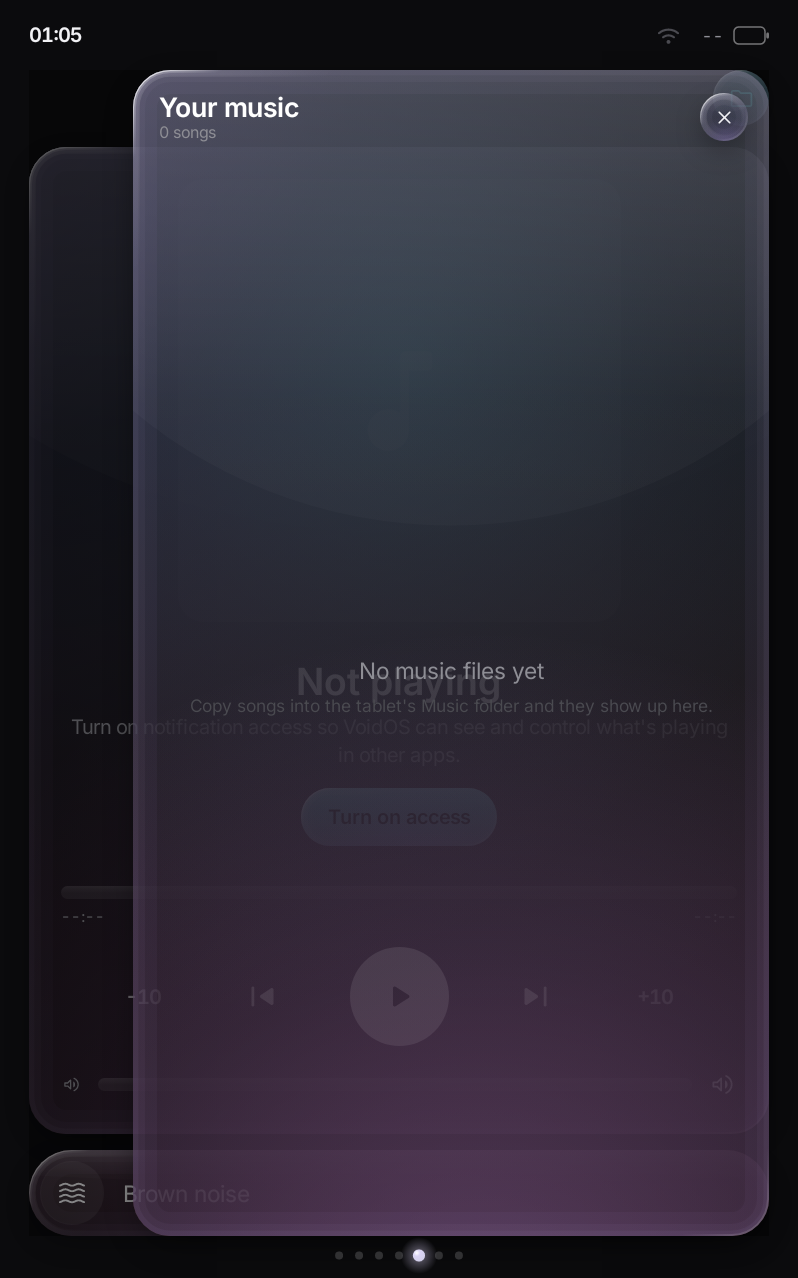 01:05
--
Your music
0 songs
No music files yet
Not playing
Copy songs into the tablet's Music folder and they show up here.
Turn on notification access so VoidOS can see and control what's playing
in other apps.
Turn on access
--:--
--:--
-10
+10
Brown noise